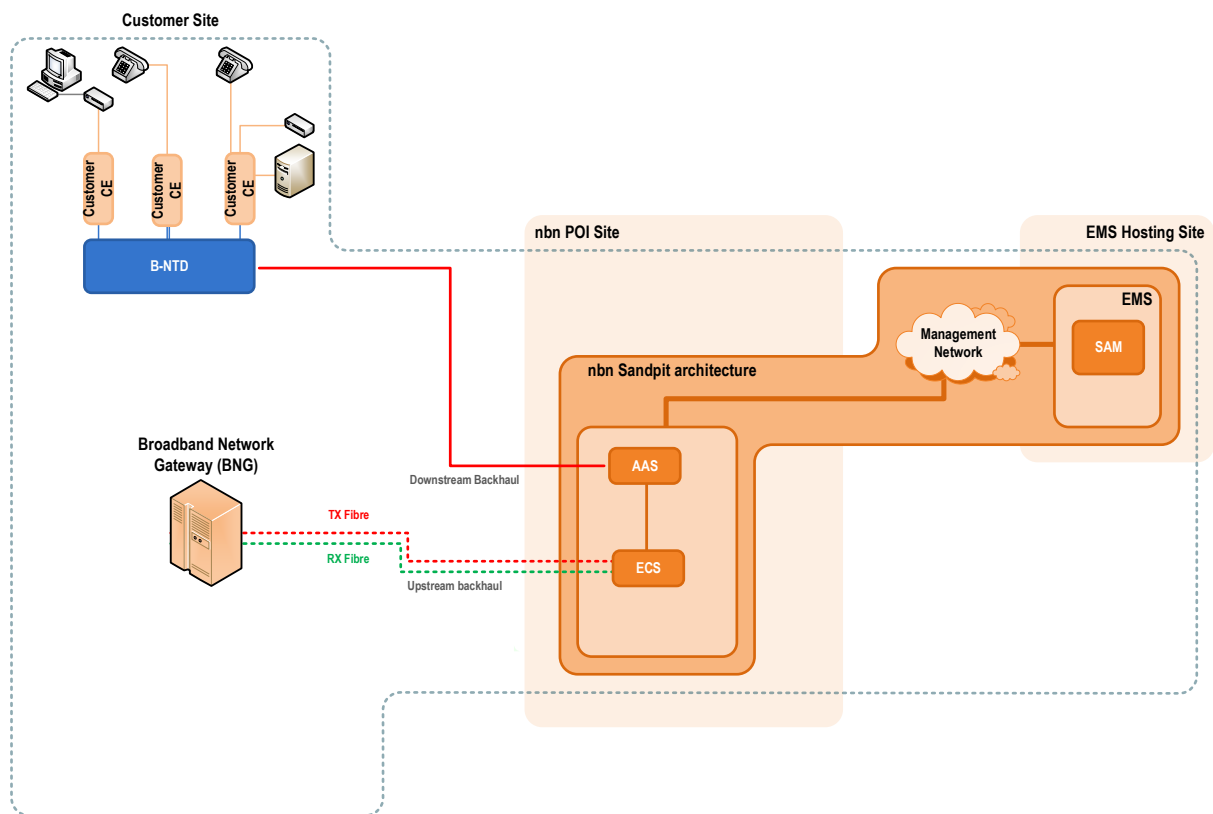 Customer Site
Customer
CE
Customer
CE
Customer
CE
B-NTD
nbn POI Site
EMS Hosting Site
EMS
SAM
Management
Network
nbn Sandpit architecture
AAS
Downstream Backhaul
Broadband Network
Gateway (BNG)
TX Fibre
RX Fibre
ECS
Upstream backhaul